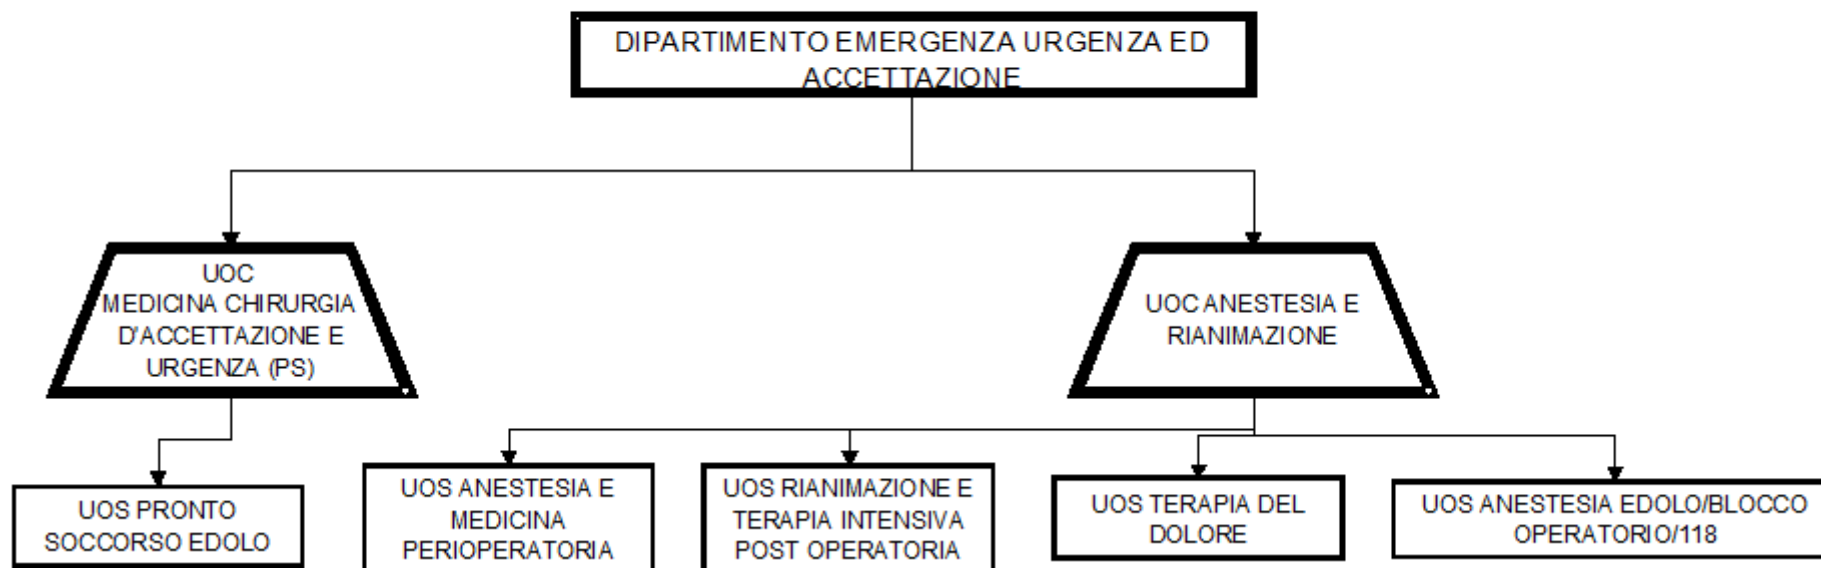 DIPARTIMENTO EMERGENZA URGENZA ED
ACCETTAZIONE
UOC
MEDICINA CHIRURGIA
D'ACCETTAZIONE E
URGENZA (PS)
UOC ANESTESIA E
RIANIMAZIONE
UOS PRONTO
SOCCORSO EDOLO
UOS ANESTESIA E
MEDICINA
PERIOPERATORIA
UOS RIANIMAZIONE E
TERAPIA INTENSIVA
POST OPERATORIA
UOS TERAPIA DEL
DOLORE
UOS ANESTESIA EDOLO/BLOCCO
OPERATORIO/118